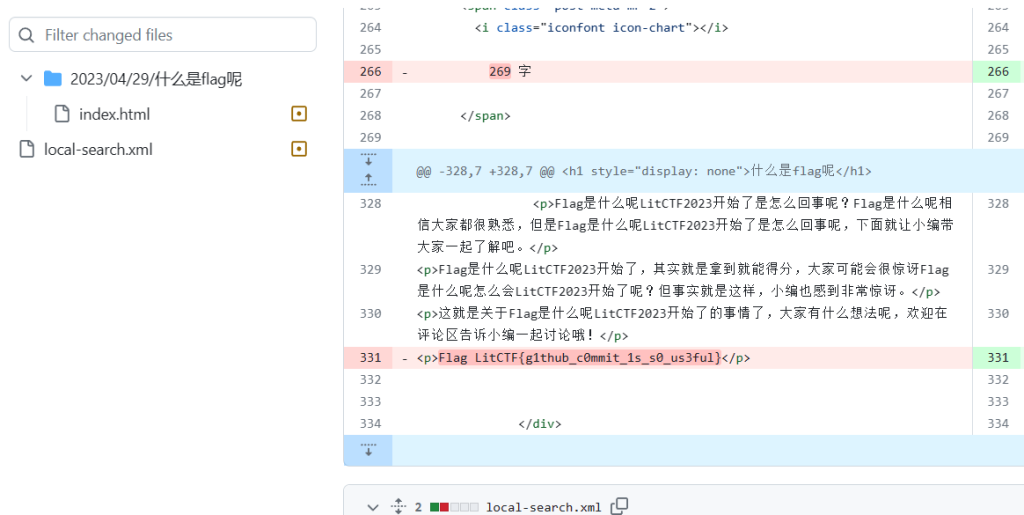 Filter changed files
2023/04/29/什么是flag呢
index.html
local-search.xml
264 <i class="iconfont icon-chart"></i> 264
265 265
266 - 269 字 266
267 267
268 </span> 268
269 269
@@ -328,7 +328,7 @@ <h1 style="display: none">什么是flag呢</h1>
328 <p>Flag是什么呢LitCTF2023开始了是怎么回事呢？Flag是什么呢相 328
信大家都很熟悉，但是Flag是什么呢LitCTF2023开始了是怎么回事呢，下面就让小编带
大家一起了解吧。</p>
329 <p>Flag是什么呢LitCTF2023开始了，其实就是拿到就能得分，大家可能会很惊讶Flag 329
是什么呢怎么会LitCTF2023开始了呢？但事实就是这样，小编也感到非常惊讶。</p>
330 <p>这就是关于Flag是什么呢LitCTF2023开始了的事情了，大家有什么想法呢，欢迎在 330
评论区告诉小编一起讨论哦！</p>
331 - <p>Flag LitCTF{g1thub_c0mmit_1s_s0_us3ful}</p> 331
332 332
333 333
334 </div> 334
2 local-search.xml